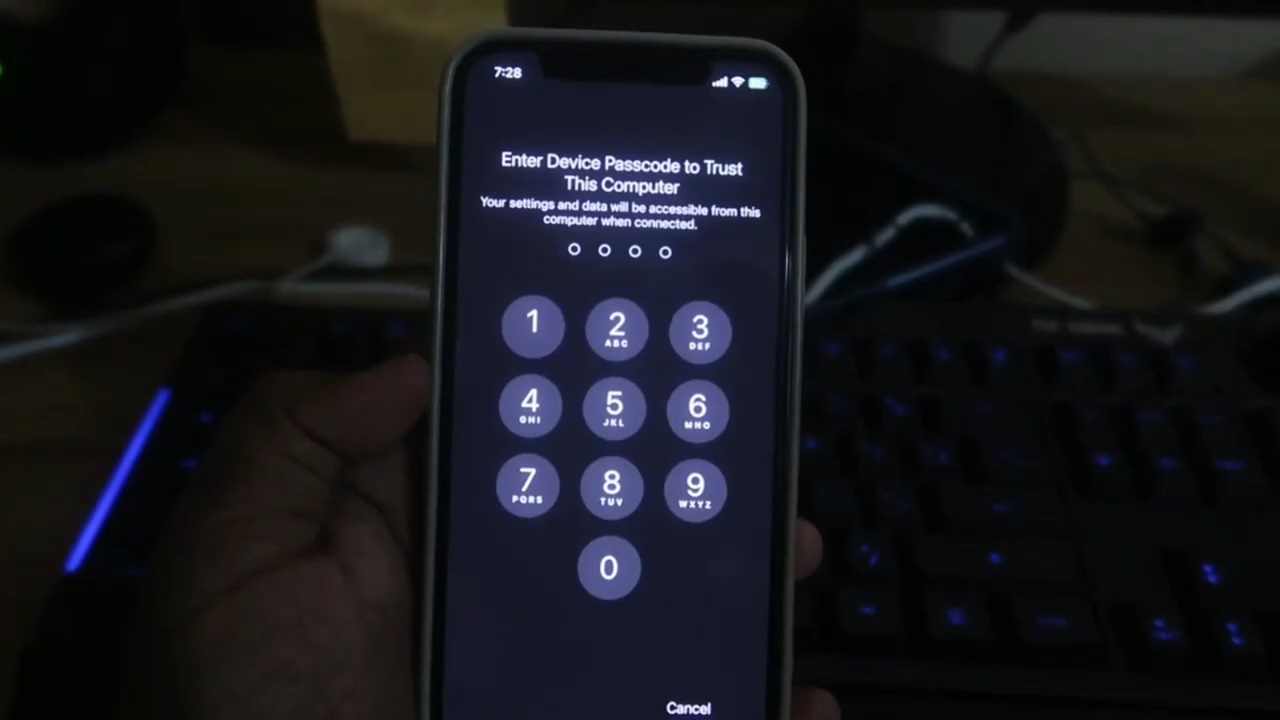 7:28
Enter Device Passcode to Trust
This Computer
Your settings and data will be accessible from this
computer when connected.
1
2
ABC
3
DEF
4
GHI
5
JKL
6
MNO
7
PQRS
8
TUV
9
WXYZ
0
Cancel